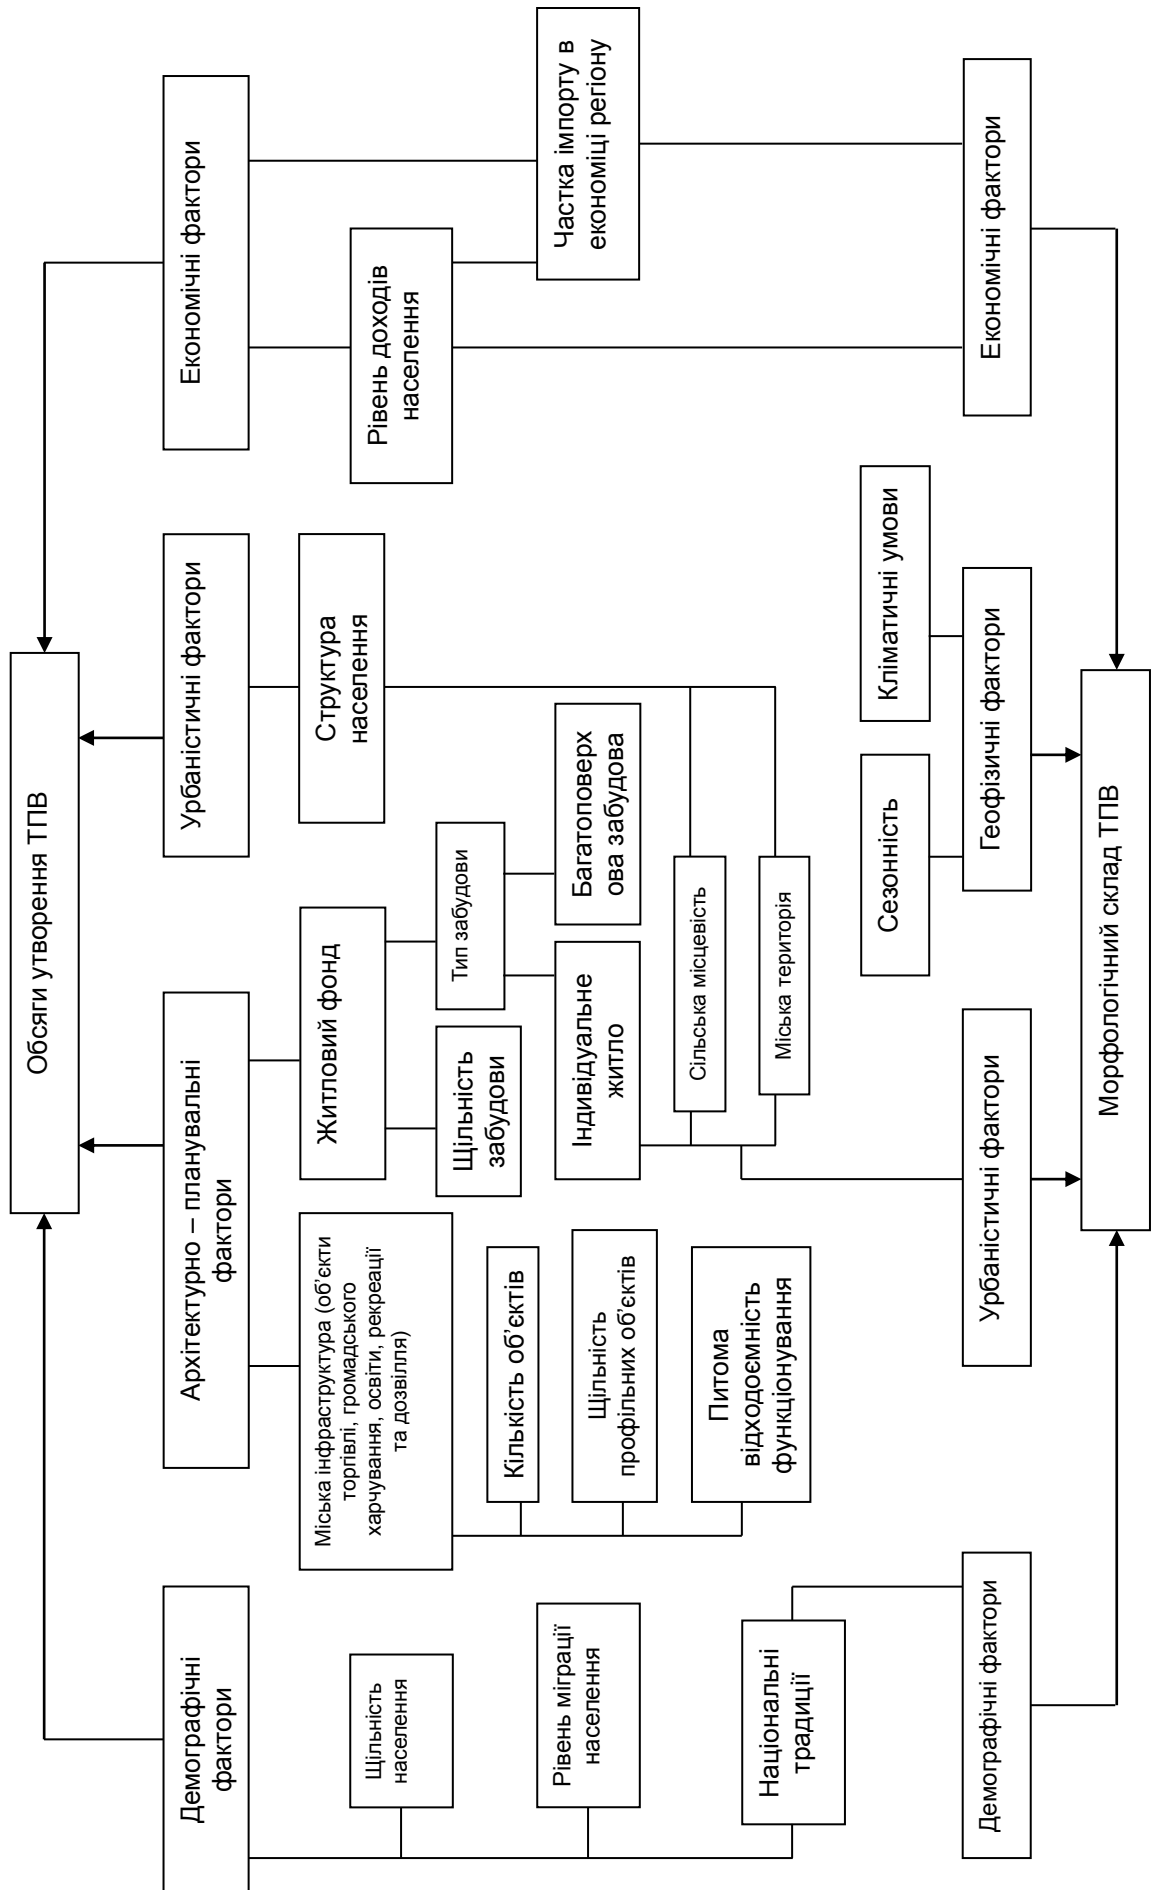 Обсяги утворення ТПВ
Демографічні
фактори
Архітектурно – планувальні
фактори
Урбаністичні фактори
Економічні фактори
Щільність
населення
Рівень міграції
населення
Національні
традиції
Міська інфраструктура (об’єкти
торгівлі, громадського
харчування, освіти, рекреації
та дозвілля)
Кількість об’єктів
Щільність
профільних об’єктів
Питома
відходоємність
функціонування
Житловий фонд
Щільність
забудови
Тип забудови
Індивідуальне
житло
Багатоповерх
ова забудова
Структура
населення
Сільська місцевість
Міська територія
Рівень доходів
населення
Частка імпорту в
економіці регіону
Сезонність
Кліматичні умови
Демографічні фактори
Урбаністичні фактори
Геофізичні фактори
Економічні фактори
Морфологічний склад ТПВ